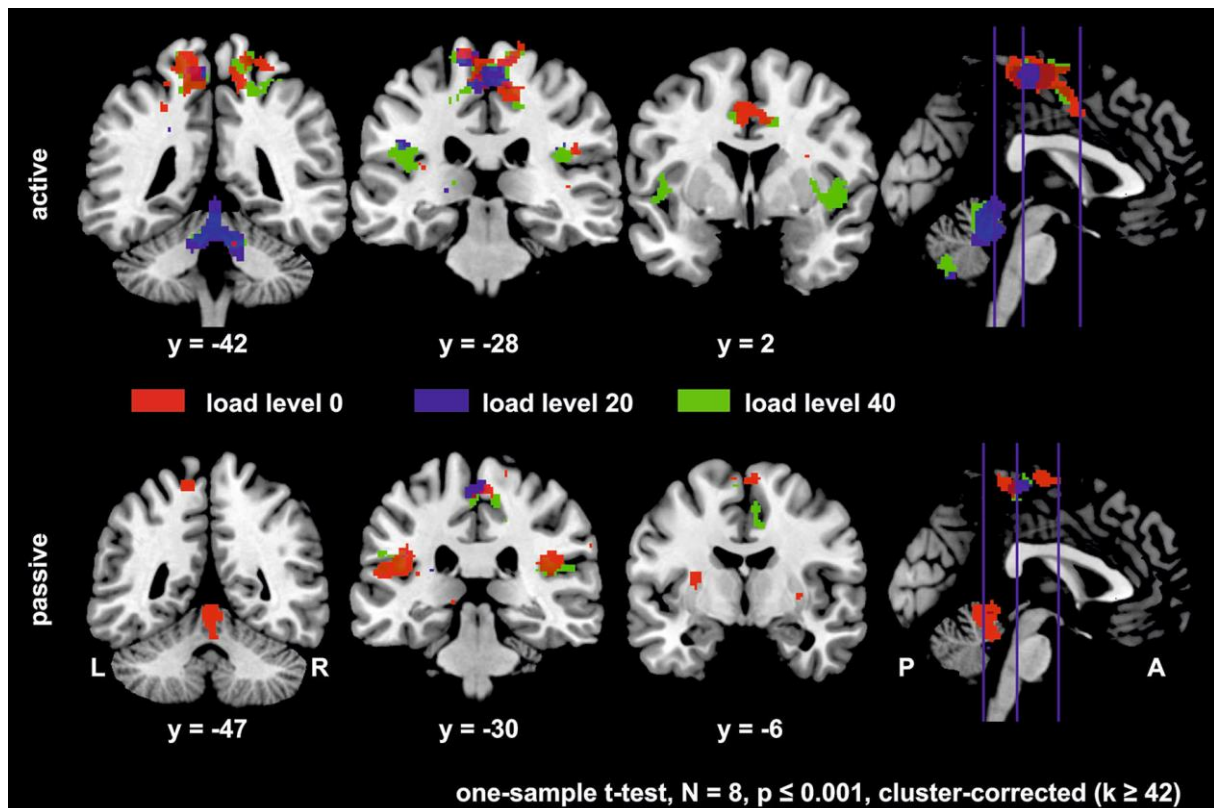 active
y = -42
y = -28
y = 2
load level 0
load level 20
load level 40
passive
L
R
P
A
y = -47
y = -30
y = -6
one-sample t-test, N = 8, p ≤ 0.001, cluster-corrected (k ≥ 42)